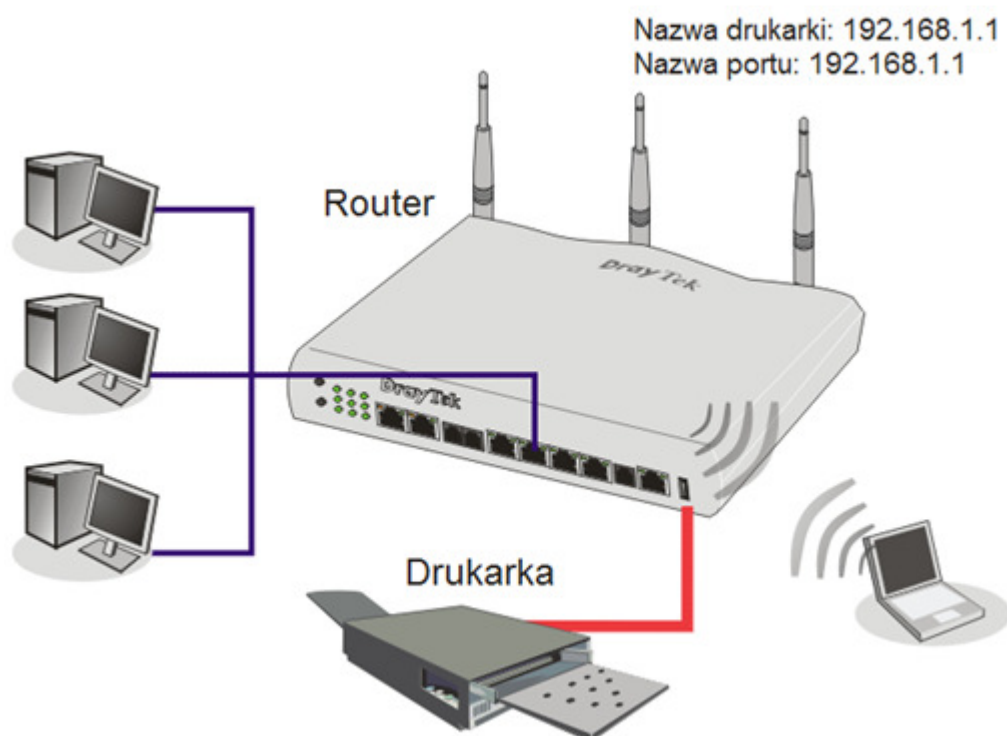 Nazwa drukarki: 192.168.1.1
Nazwa portu: 192.168.1.1
Router
DrayTek
DrayTek
Drukarka